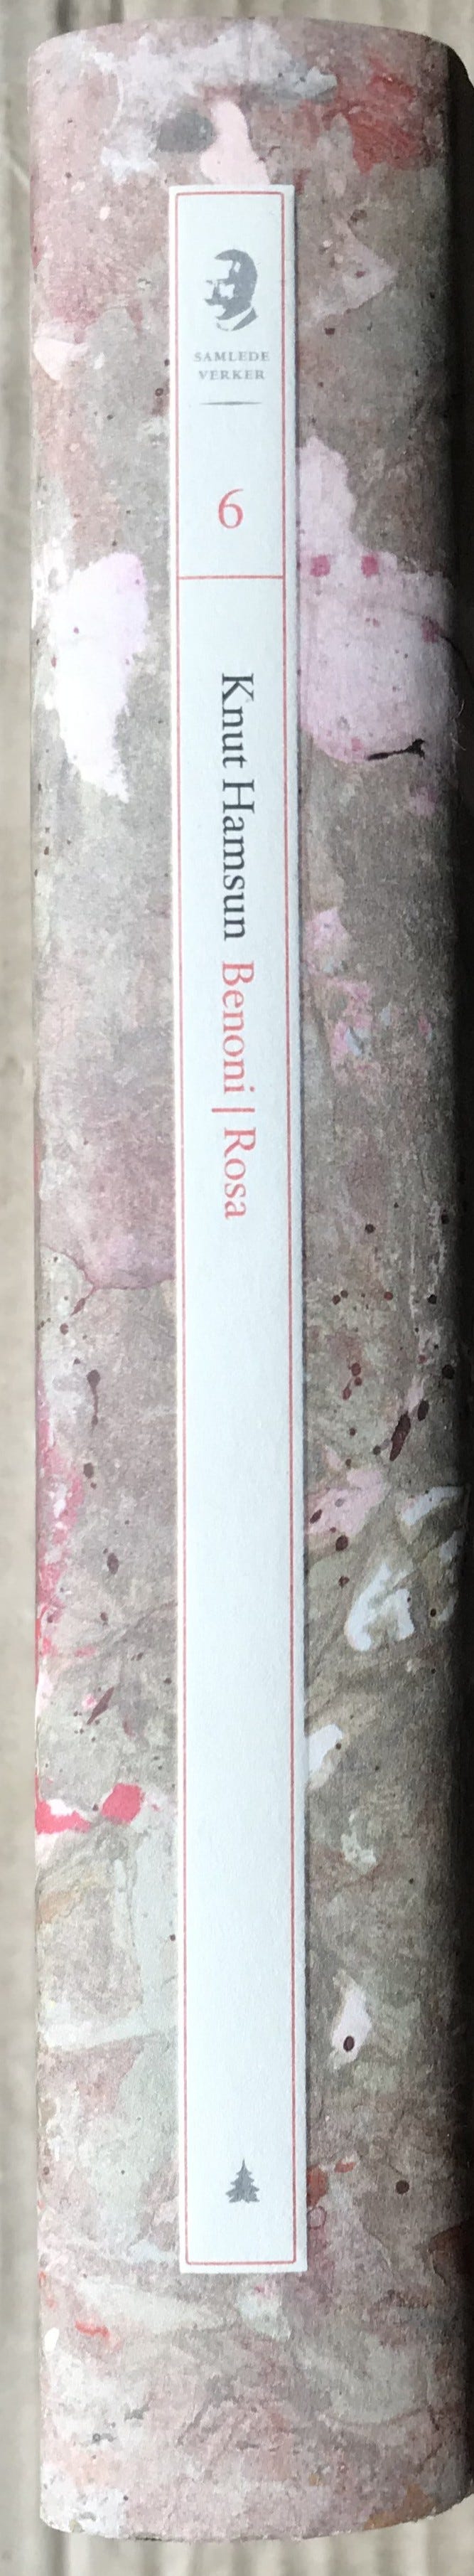 SAMLEDE
VERKER
6
Knut Hamsun Benoni | Rosa